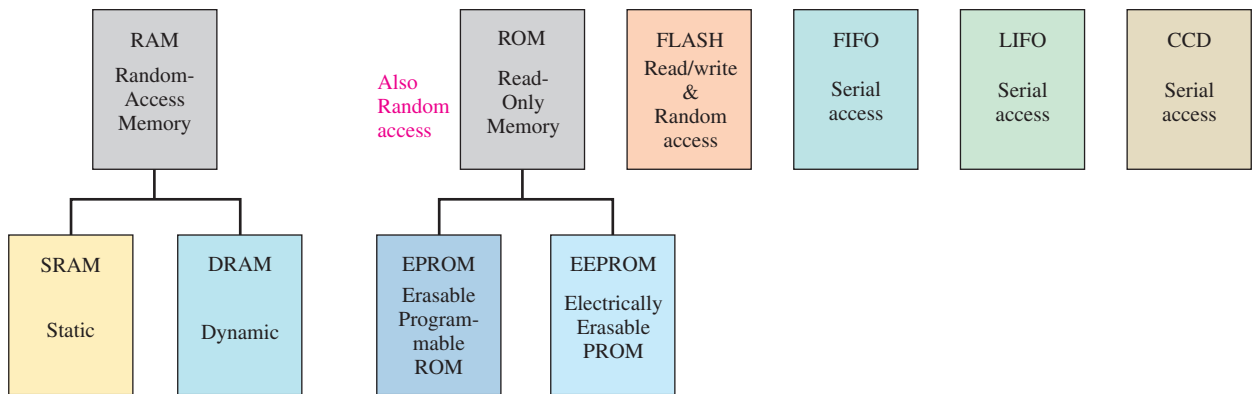 RAM
Random-
Access
Memory
Also
Random
access
ROM
Read-
Only
Memory
FLASH
Read/write
&
Random
access
FIFO
Serial
access
LIFO
Serial
access
CCD
Serial
access
SRAM
Static
DRAM
Dynamic
EPROM
Erasable
Program-
mable
ROM
EEPROM
Electrically
Erasable
PROM